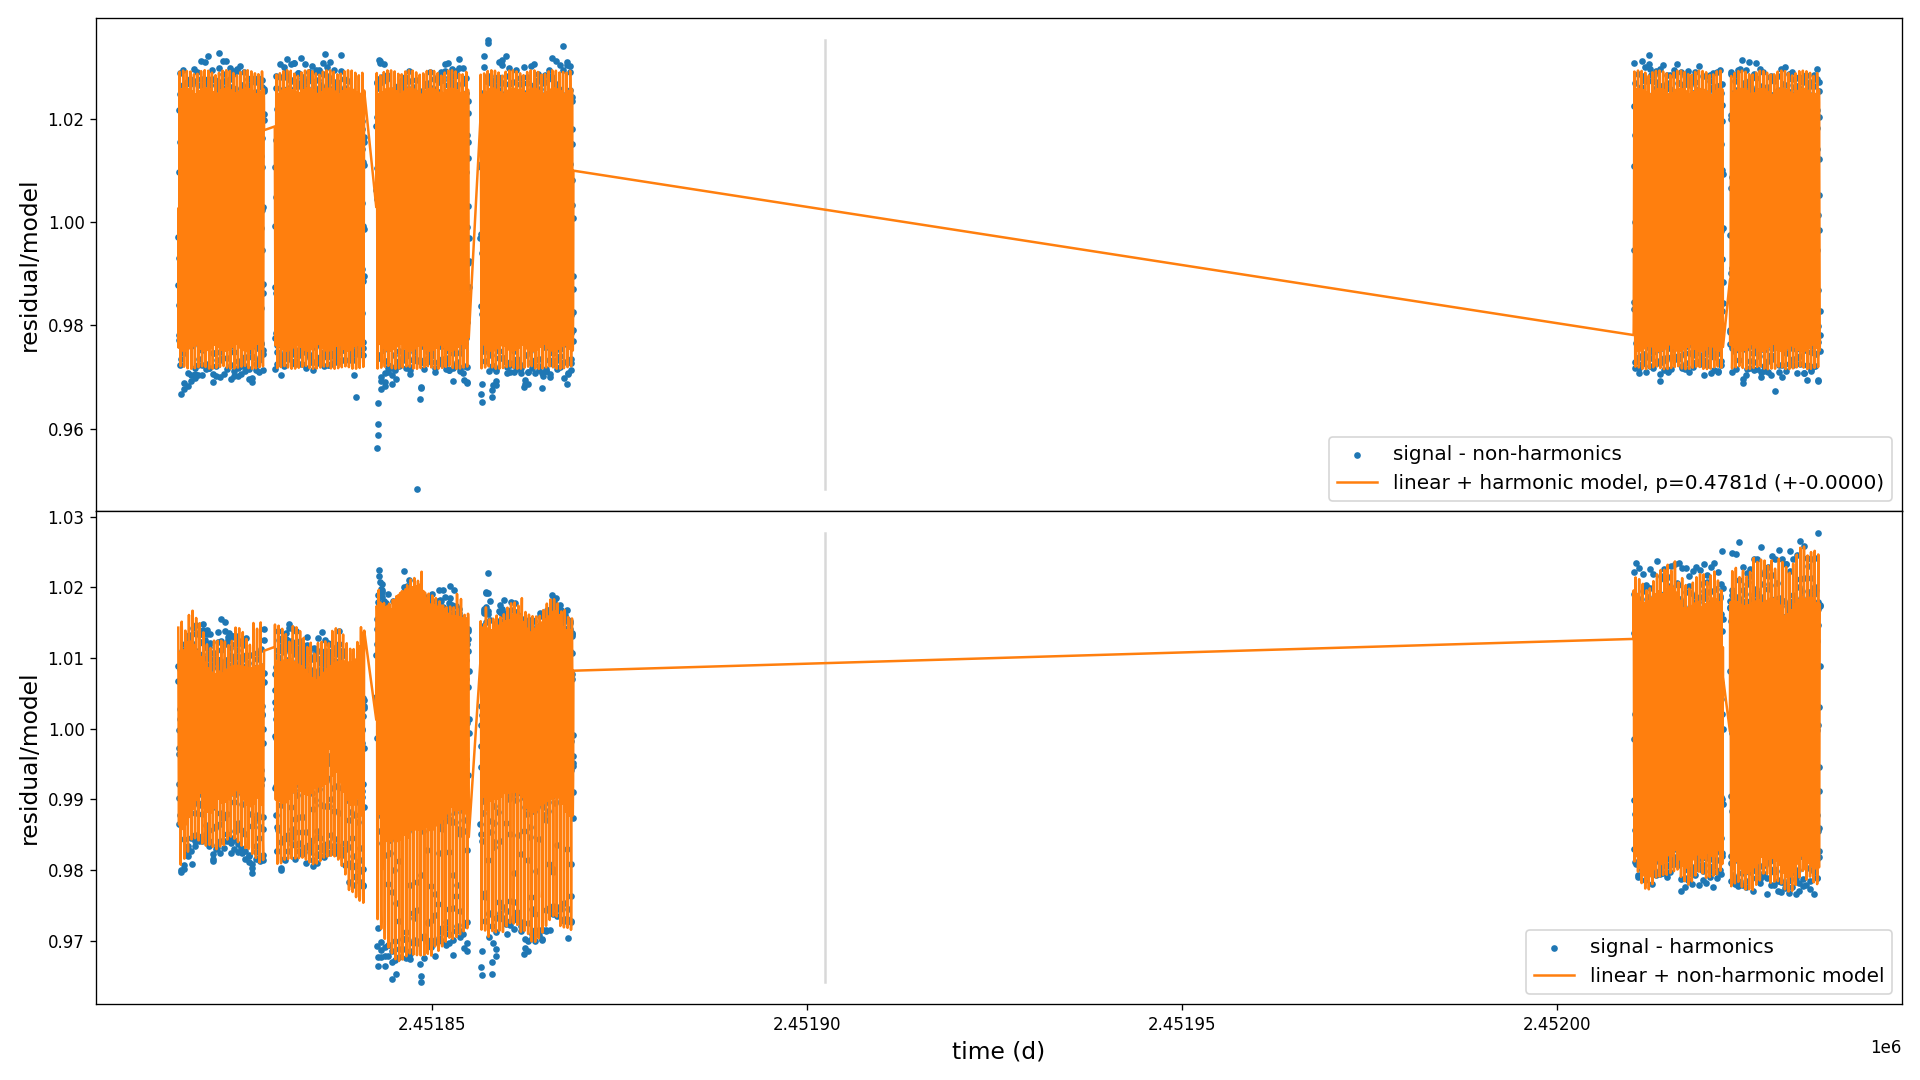 residual/model
1.02
1.00
0.98
0.96
signal - non-harmonics
linear + harmonic model, p=0.4781d (+-0.0000)
residual/model
1.03
1.02
1.01
1.00
0.99
0.98
0.97
signal - harmonics
linear + non-harmonic model
2.45185
2.45190
2.45195
2.45200
time (d)
1e6